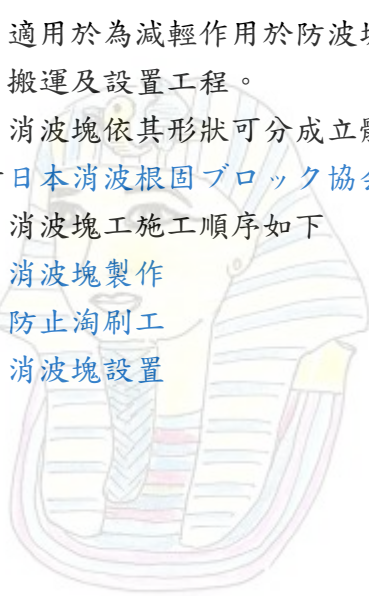 適用於為減輕作用於防波堤
搬運及設置工程。
消波塊依其形狀可分成立體
日本消波根固ブロック協会
消波塊工施工順序如下
消波塊製作
防止淘刷工
消波塊設置